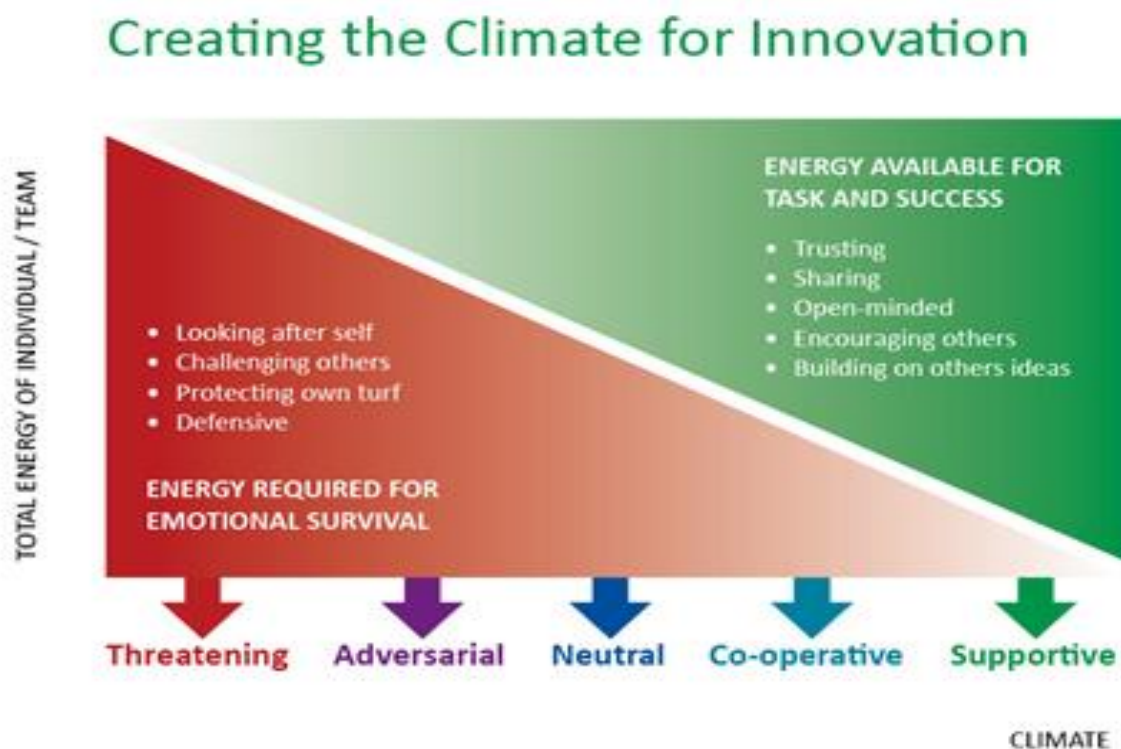 Creating the Climate for Innovation
TOTAL ENERGY OF INDIVIDUAL / TEAM
ENERGY AVAILABLE FOR
TASK AND SUCCESS
• Trusting
• Sharing
• Open-minded
• Encouraging others
• Building on others ideas
• Looking after self
• Challenging others
• Protecting own turf
• Defensive
ENERGY REQUIRED FOR
EMOTIONAL SURVIVAL
Threatening
Adversarial
Neutral
Co-operative
Supportive
CLIMATE